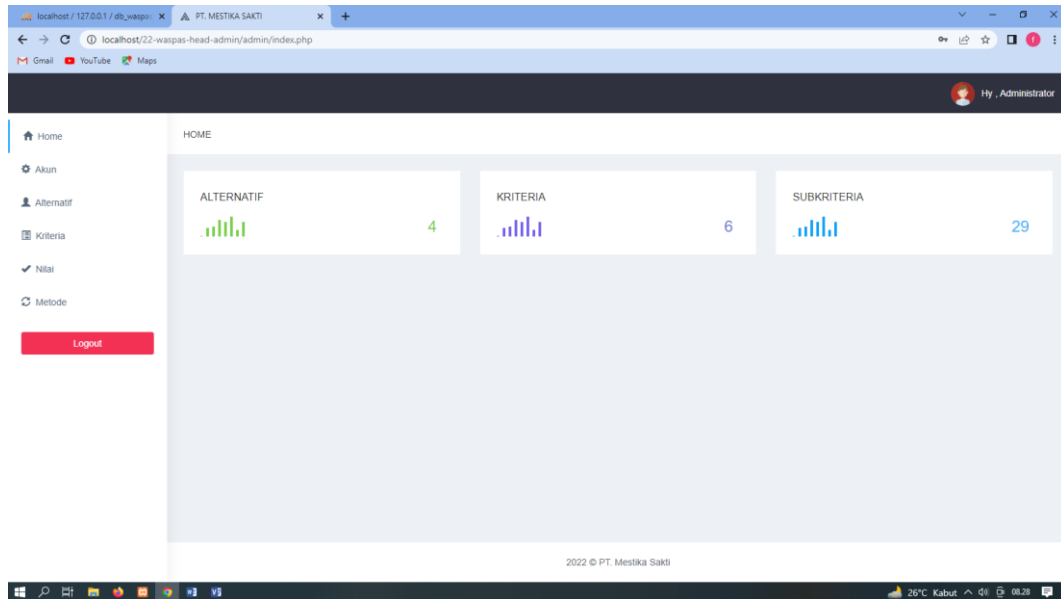 localhost / 127.0.0.1 / db_waspas
PT. MESTIKA SAKTI
localhost/22-waspas-head-admin/admin/index.php
Gmail YouTube Maps
Hy , Administrator
Home
HOME
Akun
Alternatif
Kriteria
Nilai
Metode
Logout
ALTERNATIF
4
KRITERIA
6
SUBKRITERIA
29
2022 © PT. Mestika Sakti
26°C Kabut 08.28